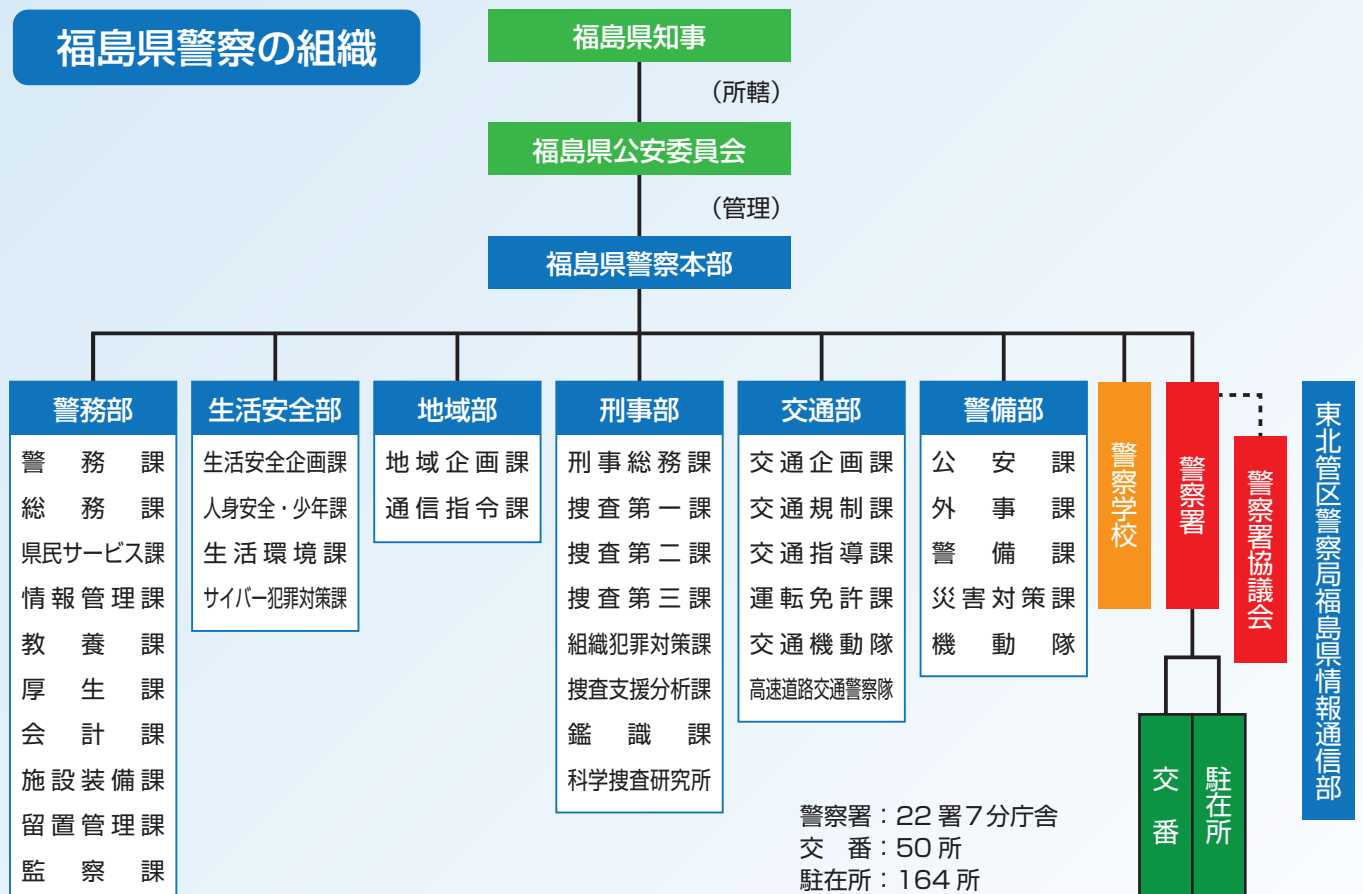 福島県警察の組織
福島県知事
（所轄）
福島県公安委員会
（管理）
福島県警察本部
警務部
警務課
総務課
県民サービス課
情報管理課
教養課
厚生課
会計課
施設装備課
留置管理課
監察課
生活安全部
生活安全企画課
人身安全・少年課
生活環境課
サイバー犯罪対策課
地域部
地域企画課
通信指令課
刑事部
刑事総務課
捜査第一課
捜査第二課
捜査第三課
組織犯罪対策課
捜査支援分析課
鑑識課
科学捜査研究所
交通部
交通企画課
交通規制課
交通指導課
運転免許課
交通機動隊
高速道路交通警察隊
警備部
公安課
外事課
警備課
災害対策課
機動隊
警察学校
警察署
警察署協議会
交番
駐在所
東北管区警察局福島県情報通信部
警察署：22署7分庁舎
交　番：50所
駐在所：164所